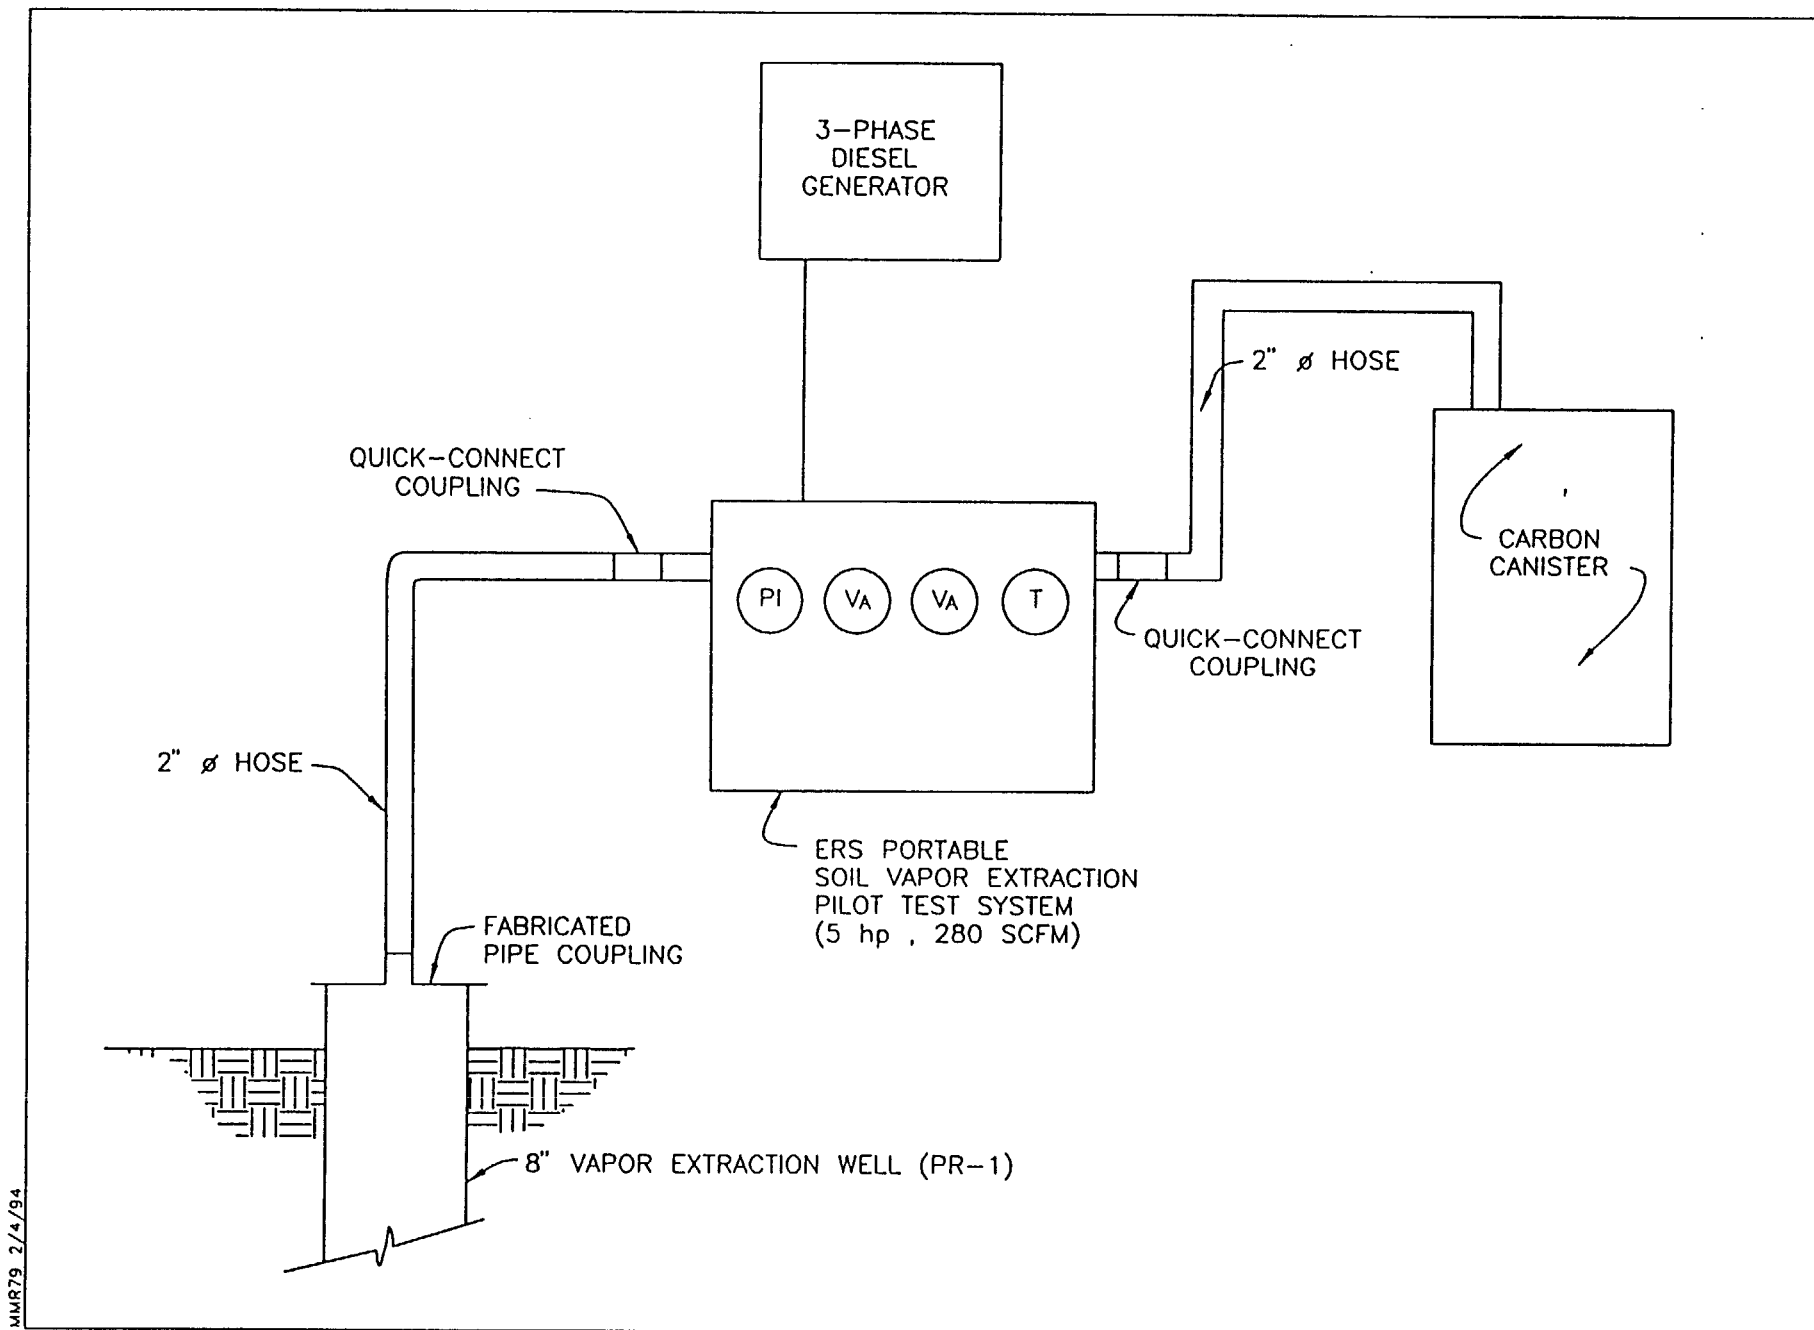 3-PHASE
DIESEL
GENERATOR
2" ø HOSE
QUICK-CONNECT
COUPLING
CARBON
CANISTER
PI VA VA T
QUICK-CONNECT
COUPLING
2" ø HOSE
ERS PORTABLE
SOIL VAPOR EXTRACTION
PILOT TEST SYSTEM
(5 hp , 280 SCFM)
FABRICATED
PIPE COUPLING
8" VAPOR EXTRACTION WELL (PR-1)
MMR79 2/4/94